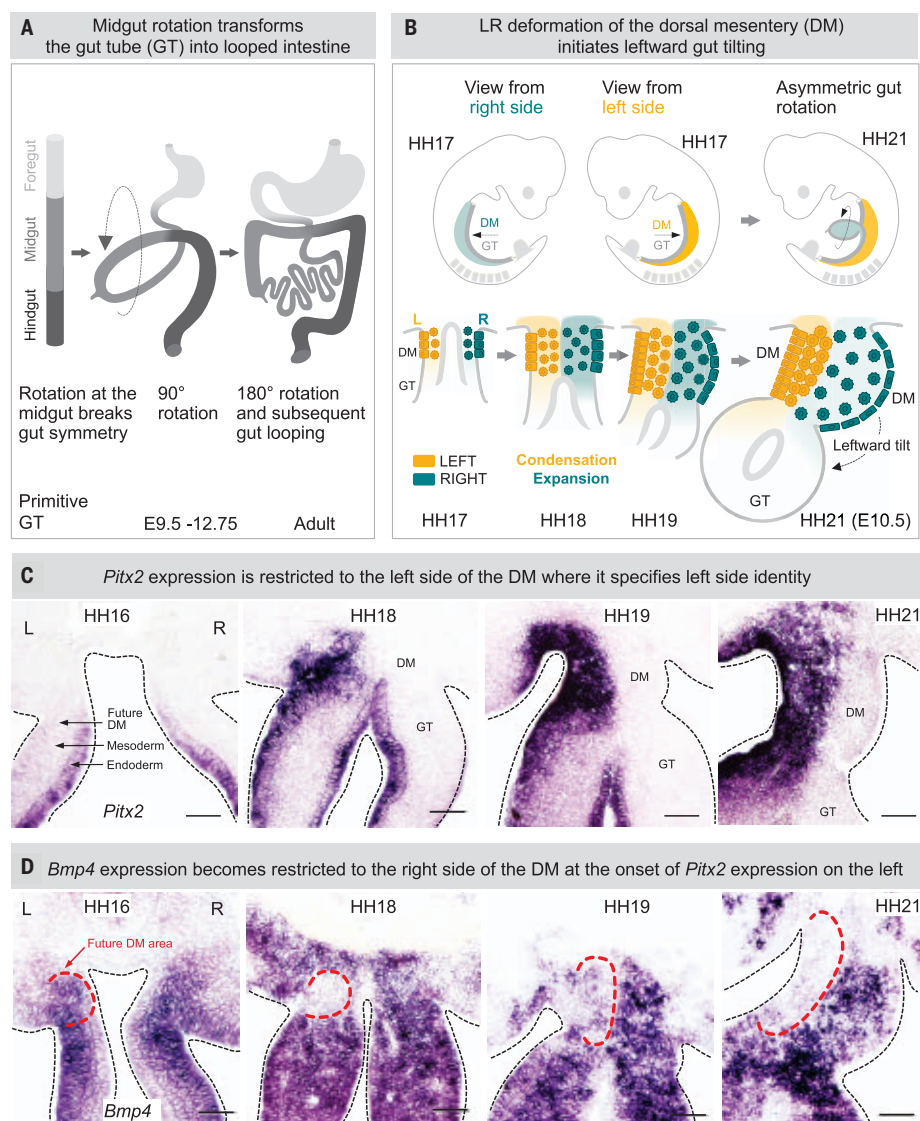 A Midgut rotation transforms
the gut tube (GT) into looped intestine
Foregut
Midgut
Hindgut
Rotation at the
midgut breaks
gut symmetry
90°
rotation
180° rotation
and subsequent
gut looping
Primitive
GT
E9.5 -12.75
Adult
B LR deformation of the dorsal mesentery (DM)
initiates leftward gut tilting
View from
right side
View from
left side
Asymmetric gut
rotation
HH17
HH17
HH21
DM
GT
DM
GT
L
R
DM
GT
DM
DM
Leftward tilt
GT
LEFT
RIGHT
Condensation
Expansion
HH17
HH18
HH19
HH21 (E10.5)
C Pitx2 expression is restricted to the left side of the DM where it specifies left side identity
L
HH16
R
Future
DM
Mesoderm
Endoderm
Pitx2
HH18
DM
GT
HH19
DM
GT
HH21
DM
GT
D Bmp4 expression becomes restricted to the right side of the DM at the onset of Pitx2 expression on the left
L
HH16
R
Future DM area
Bmp4
HH18
HH19
HH21